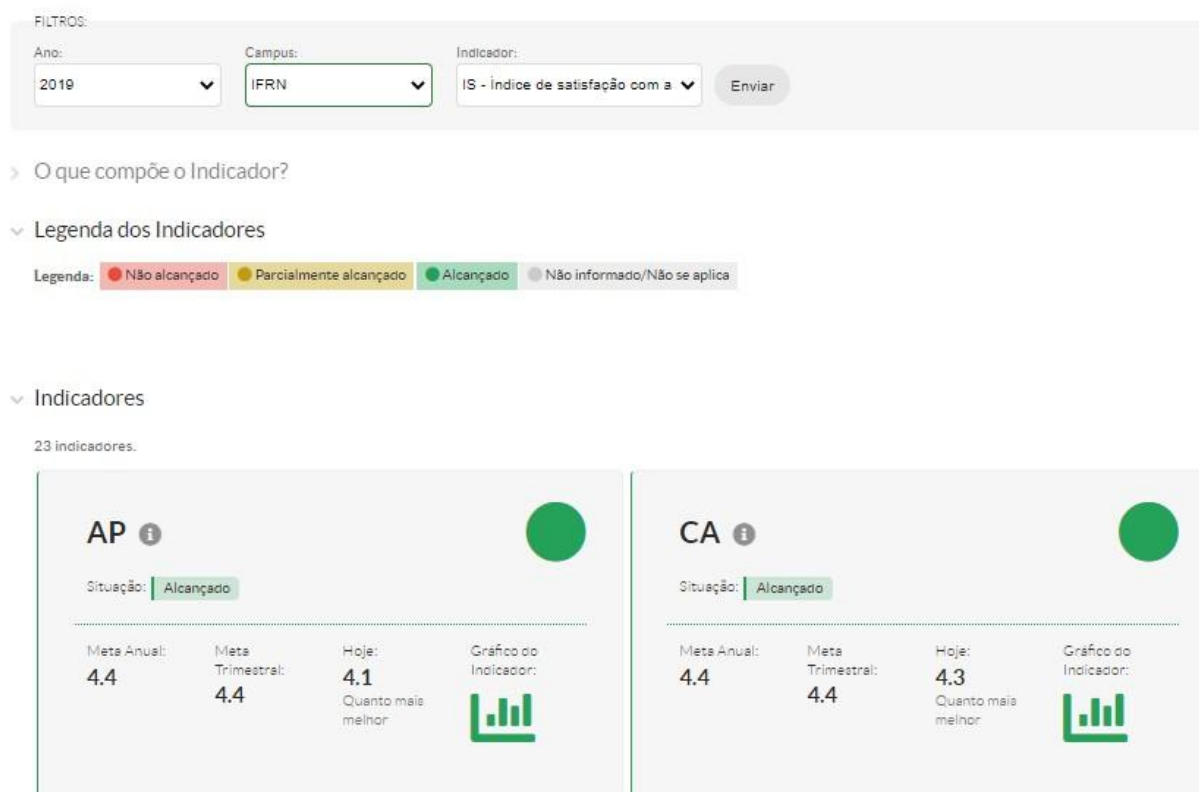 FILTROS:
Ano:
Campus:
Indicador:
2019
IFRN
IS - Índice de satisfação com a
Enviar
O que compõe o Indicador?
Legenda dos Indicadores
Legenda: Não alcançado Parcialmente alcançado Alcançado Não informado/Não se aplica
Indicadores
23 indicadores.
AP
Situação: Alcançado
Meta Anual:
4.4
Meta
Trimestral:
4.4
Hoje:
4.1
Quanto mais
melhor
Gráfico do
Indicador:
CA
Situação: Alcançado
Meta Anual:
4.4
Meta
Trimestral:
4.4
Hoje:
4.3
Quanto mais
melhor
Gráfico do
Indicador: